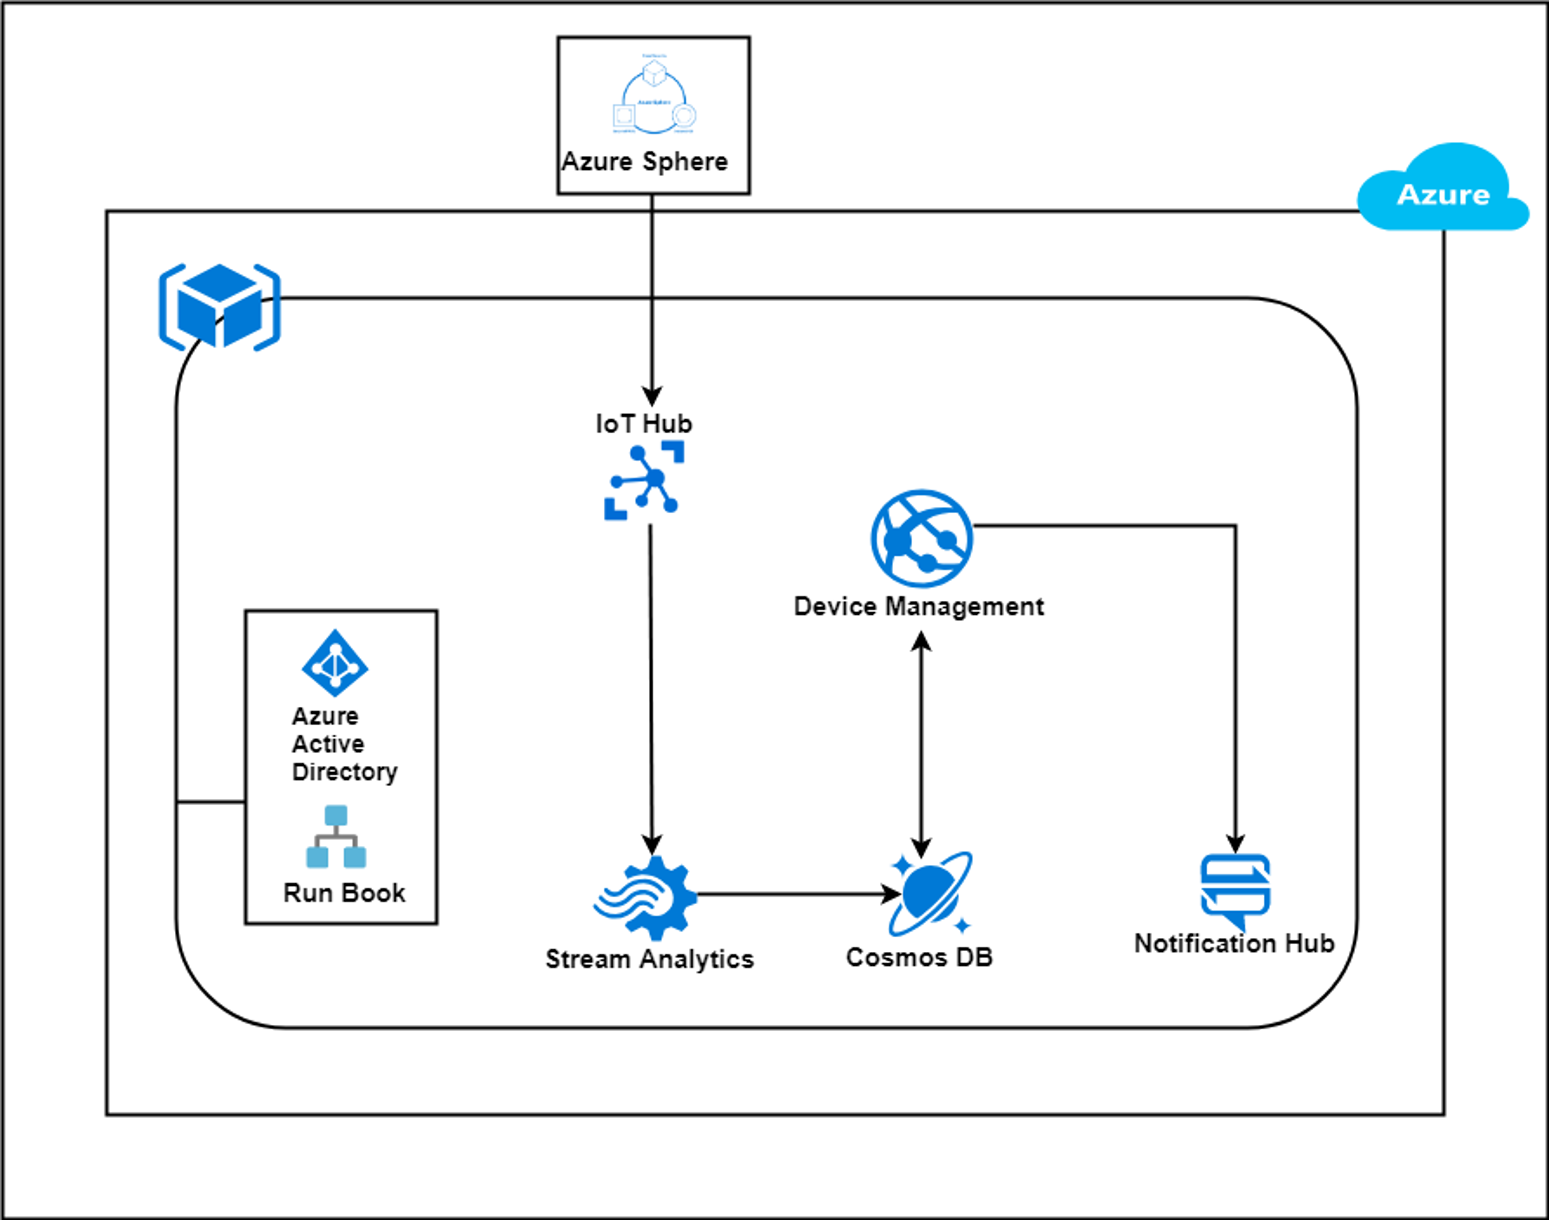 Azure Sphere
Azure
IoT Hub
Device Management
Azure
Active
Directory
Run Book
Stream Analytics
Cosmos DB
Notification Hub